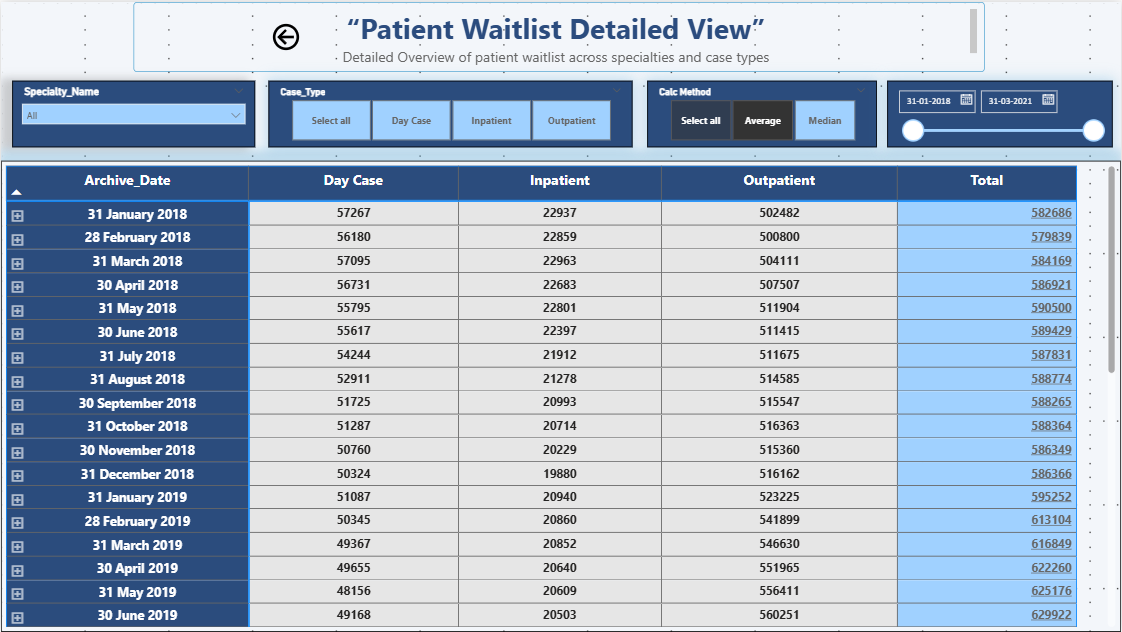 “Patient Waitlist Detailed View”
Detailed Overview of patient waitlist across specialties and case types
Specialty_Name
All
Case_Type
Select all Day Case Inpatient Outpatient
Calc Method
Select all Average Median
31-01-2018 31-03-2021
Archive_Date Day Case Inpatient Outpatient Total
31 January 2018 57267 22937 502482 582686
28 February 2018 56180 22859 500800 579839
31 March 2018 57095 22963 504111 584169
30 April 2018 56731 22683 507507 586921
31 May 2018 55795 22801 511904 590500
30 June 2018 55617 22397 511415 589429
31 July 2018 54244 21912 511675 587831
31 August 2018 52911 21278 514585 588774
30 September 2018 51725 20993 515547 588265
31 October 2018 51287 20714 516363 588364
30 November 2018 50760 20229 515360 586349
31 December 2018 50324 19880 516162 586366
31 January 2019 51087 20940 523225 595252
28 February 2019 50345 20860 541899 613104
31 March 2019 49367 20852 546630 616849
30 April 2019 49655 20640 551965 622260
31 May 2019 48156 20609 556411 625176
30 June 2019 49168 20503 560251 629922